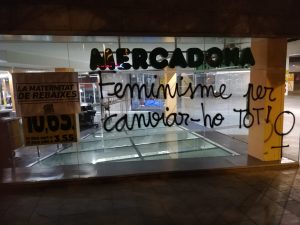 MERCADONA
Feminisme per
canviar-ho TOT!
LA MATERNITAT
DE REBAIXES